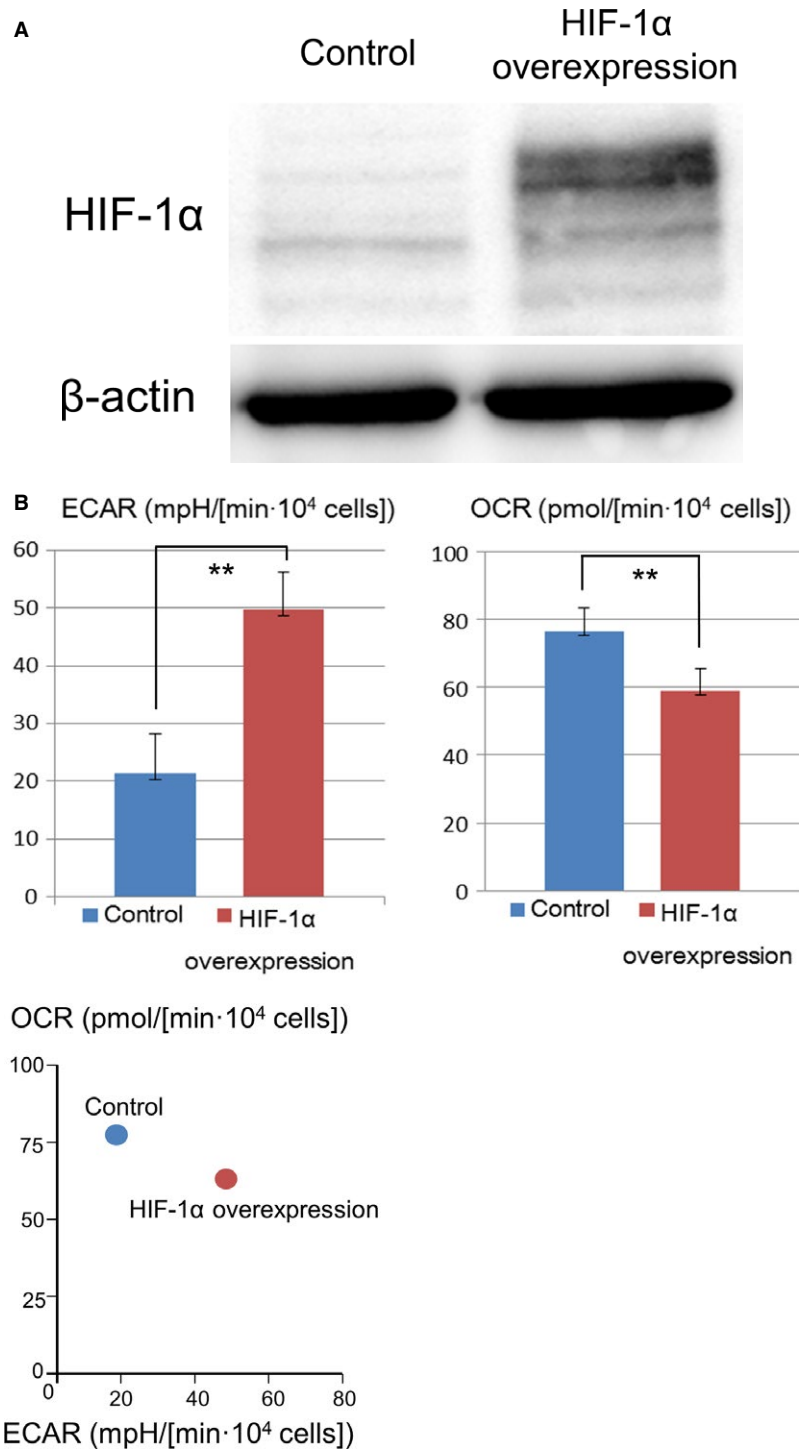 A
Control
HIF-1α
overexpression
HIF-1α
β-actin
B
ECAR (mpH/[min·10⁴ cells])
60
50
40
30
20
10
0
**
Control
HIF-1α
overexpression
OCR (pmol/[min·10⁴ cells])
100
80
60
40
20
0
**
Control
HIF-1α
overexpression
OCR (pmol/[min·10⁴ cells])
100
75
50
25
0
Control
HIF-1α overexpression
0 20 40 60 80
ECAR (mpH/[min·10⁴ cells])